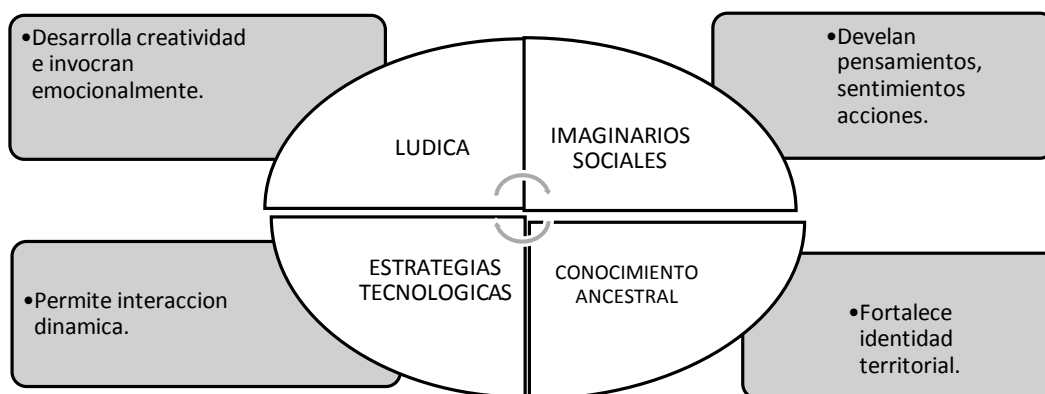 •Desarrolla creatividad
e invocran
emocionalmente.
•Develan
pensamientos,
sentimientos
acciones.
LUDICA
IMAGINARIOS
SOCIALES
ESTRATEGIAS
TECNOLOGICAS
CONOCIMIENTO
ANCESTRAL
•Permite interaccion
dinamica.
•Fortalece
identidad
territorial.